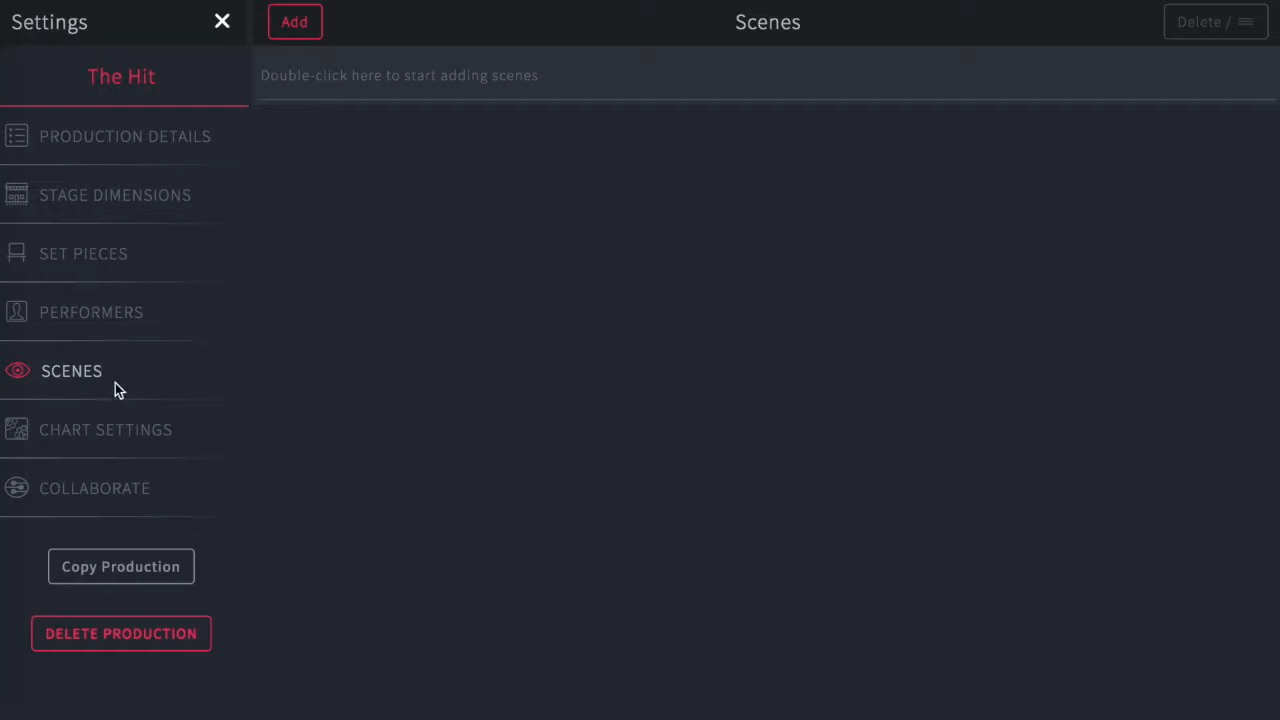 Settings
Add
Scenes
Delete /
The Hit
Double-click here to start adding scenes
PRODUCTION DETAILS
STAGE DIMENSIONS
SET PIECES
PERFORMERS
SCENES
CHART SETTINGS
COLLABORATE
Copy Production
DELETE PRODUCTION